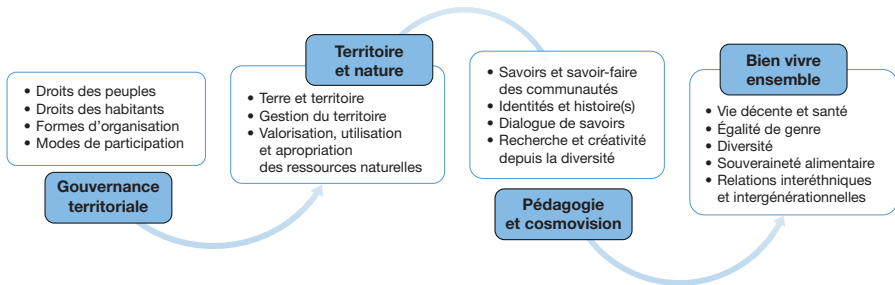 • Droits des peuples
• Droits des habitants
• Formes d'organisation
• Modes de participation
Gouvernance
territoriale
Territoire
et nature
• Terre et territoire
• Gestion du territoire
• Valorisation, utilisation
et apropriation
des ressources naturelles
• Savoirs et savoir-faire
des communautés
• Identités et histoire(s)
• Dialogue de savoirs
• Recherche et créativité
depuis la diversité
Pédagogie
et cosmovision
Bien vivre
ensemble
• Vie décente et santé
• Égalité de genre
• Diversité
• Souveraineté alimentaire
• Relations interéthniques
et intergénérationnelles